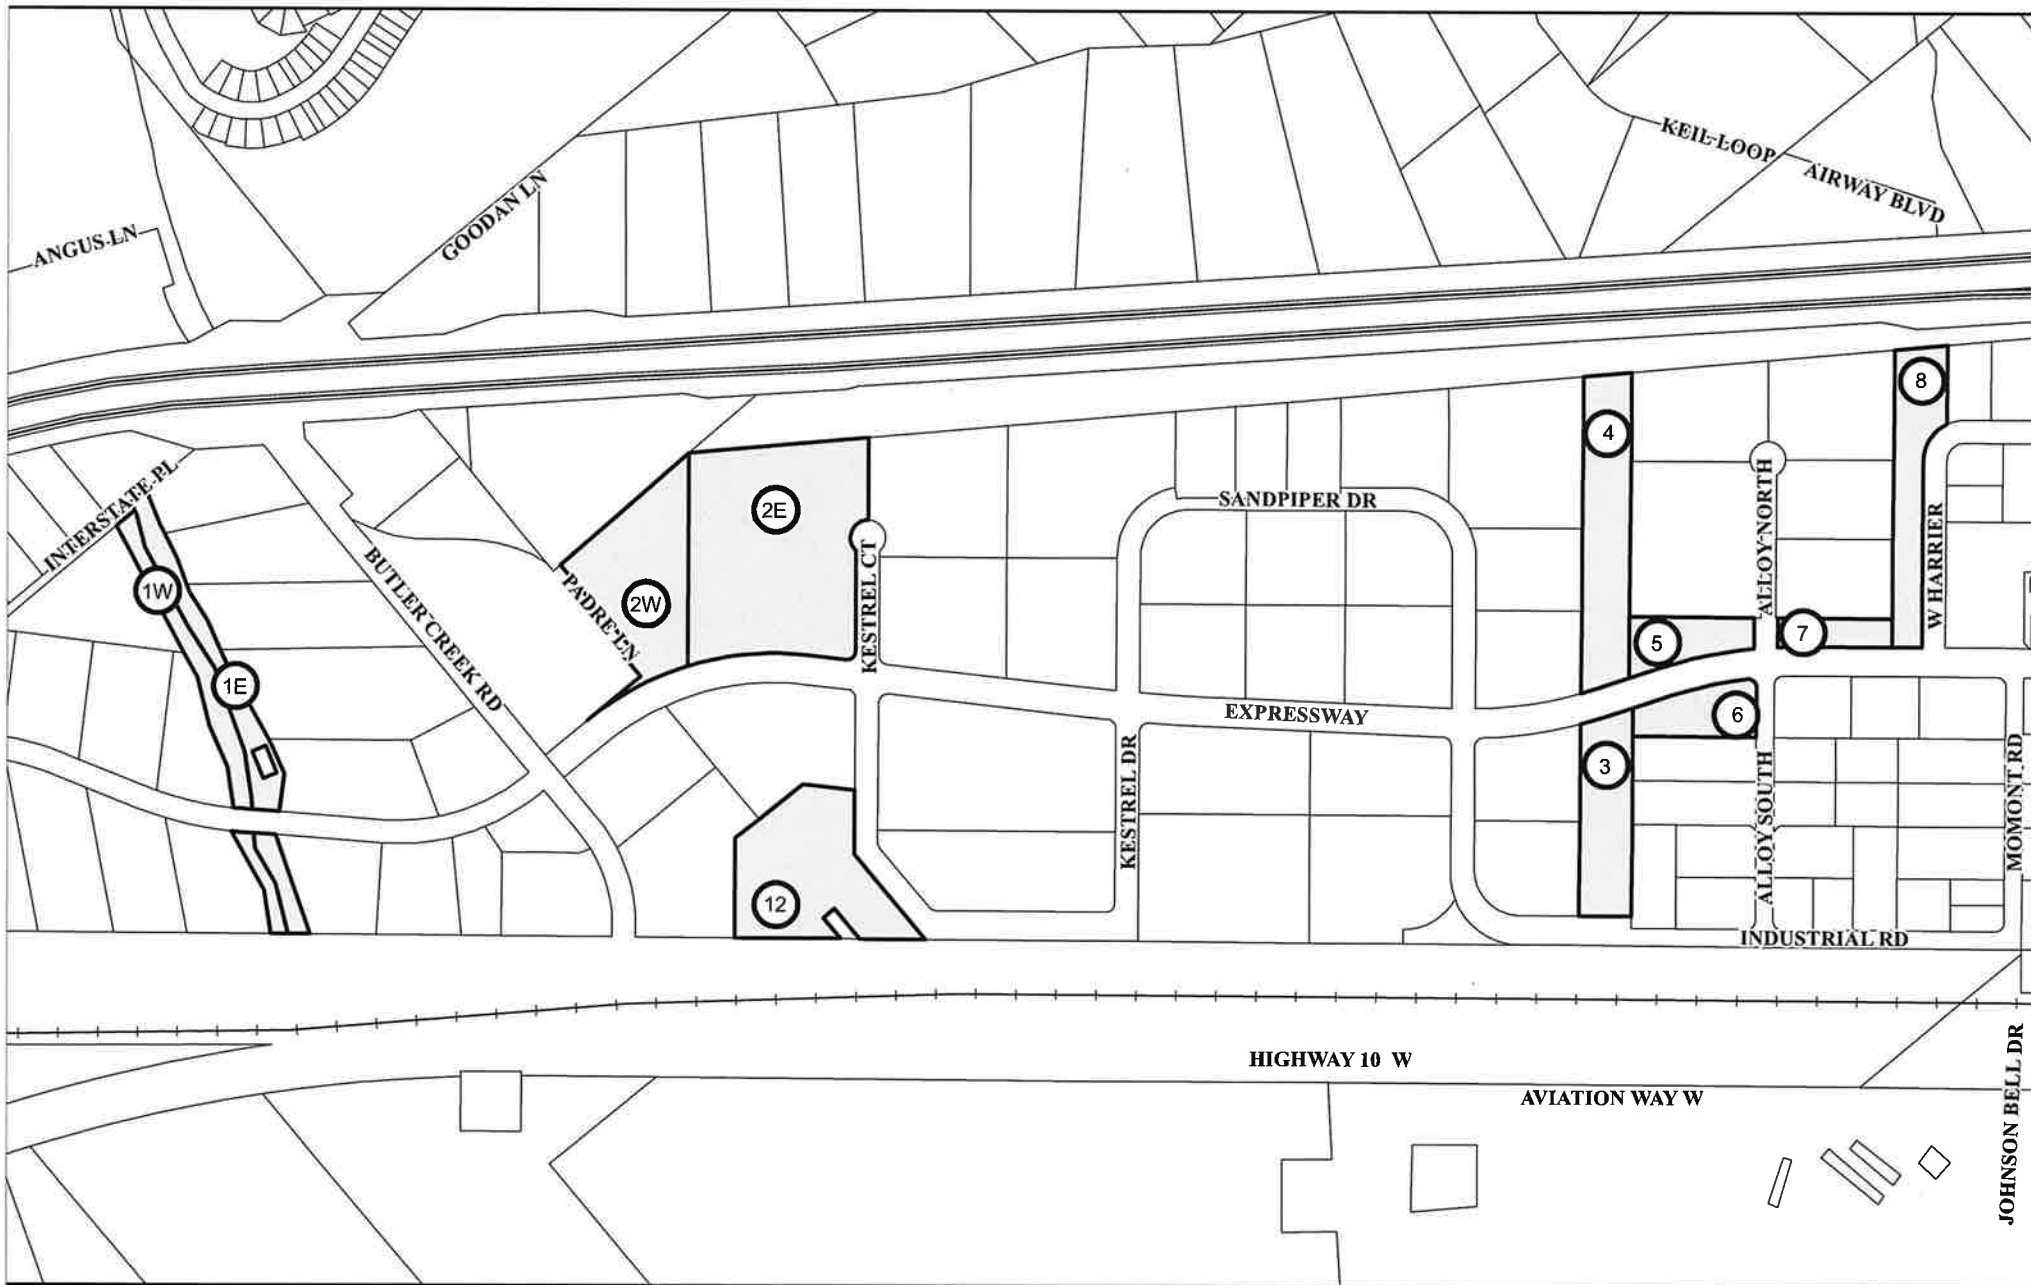 KEIL LOOP
AIRWAY BLVD
GOODAN LN
ANGUS LN
8
4
INTERSTATE PL
SANDPIPER DR
2E
ALLOY NORTH
W HARRIER
KESTREL CT
BUTLER CREEK RD
PADRE LN
1W
2W
5
7
1E
EXPRESSWAY
6
3
KESTREL DR
ALLOY SOUTH
MOMONT RD
12
INDUSTRIAL RD
HIGHWAY 10 W
AVIATION WAY W
JOHNSON BELL DR